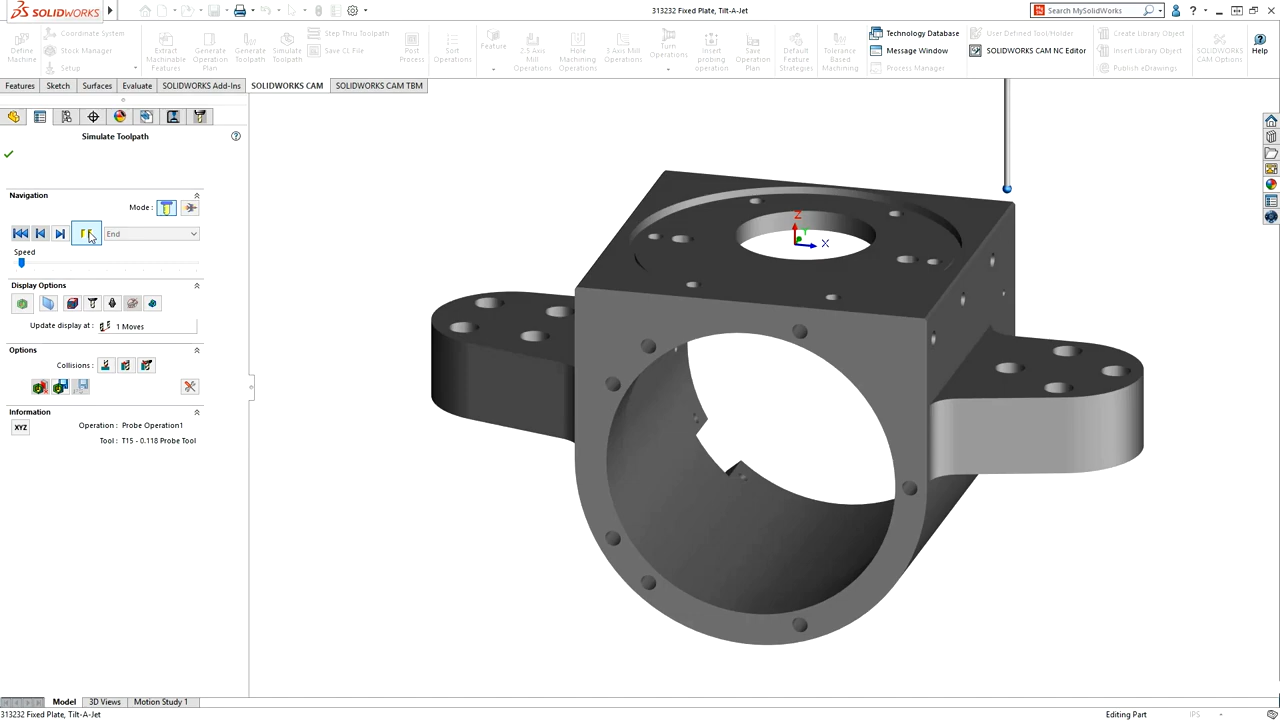 SOLIDWORKS
313232 Fixed Plate, Tilt-A-Jet
Search MySolidWorks
Define Machine
Coordinate System
Stock Manager
Setup
Extract Machinable Features
Generate Operation Plan
Generate Toolpath
Simulate Toolpath
Step Thru Toolpath
Save CL File
Post Process
Sort Operations
Feature
2.5 Axis Mill Operations
Hole Machining Operations
3 Axis Mill Operations
Turn Operations
Insert probing operation
Save Operation Plan
Default Feature Strategies
Tolerance Based Machining
Technology Database
Message Window
Process Manager
User Defined Tool/Holder
SOLIDWORKS CAM NC Editor
Create Library Object
Insert Library Object
Publish eDrawing
SOLIDWORKS CAM Options
Help
Features
Sketch
Surfaces
Evaluate
SOLIDWORKS Add-Ins
SOLIDWORKS CAM
SOLIDWORKS CAM TBM
Simulate Toolpath
Navigation
Mode :
End
Speed
Display Options
Update display at :
1 Moves
Options
Collisions :
Information
XYZ
Operation : Probe Operation1
Tool : T15 - 0.118 Probe Tool
Z
Y
X
Model
3D Views
Motion Study 1
313232 Fixed Plate, Tilt-A-Jet
Editing Part
IPS